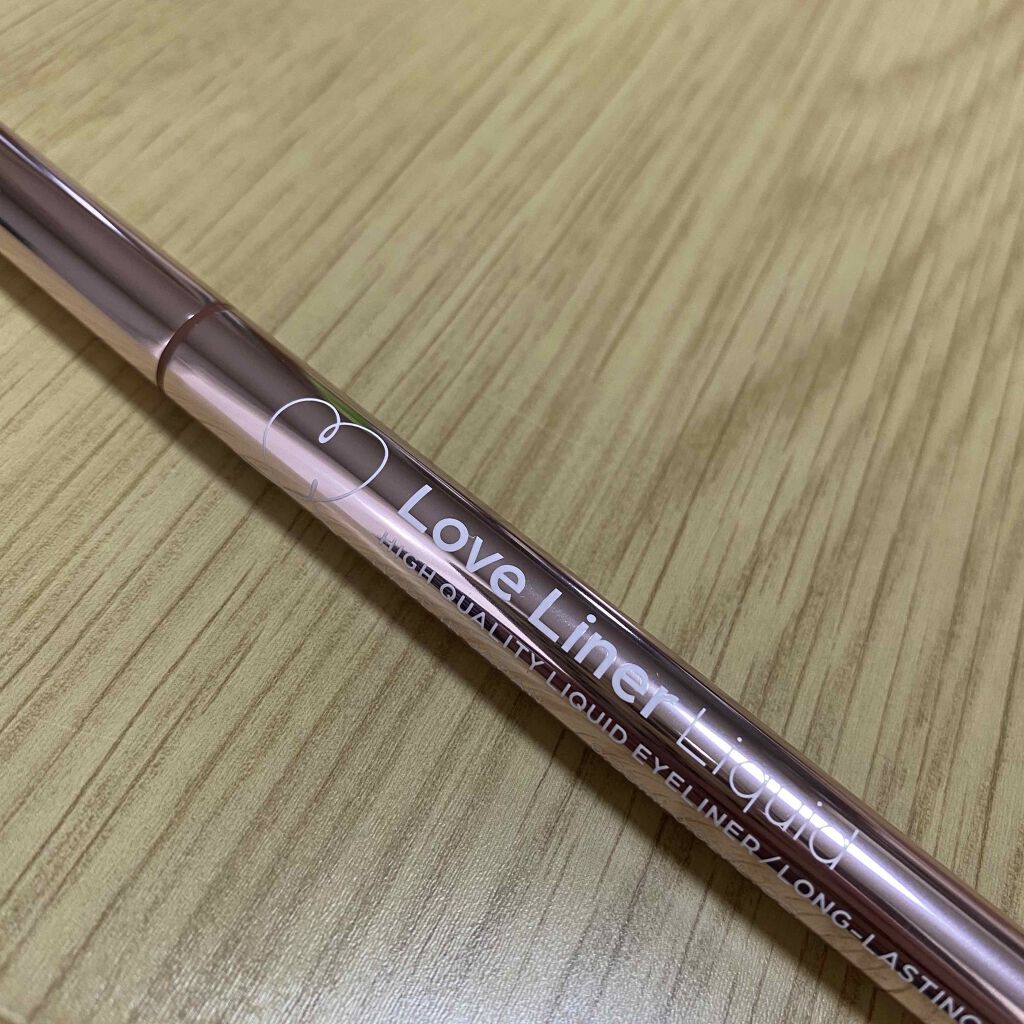 Love Liner Liquid
HIGH QUALITY LIQUID EYELINER/LONG-LASTING